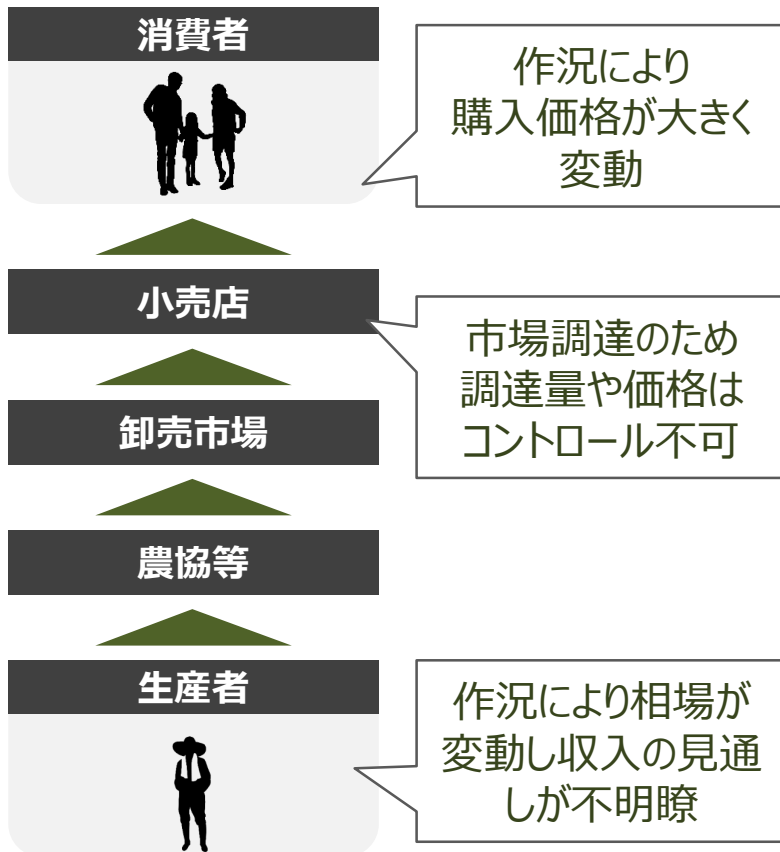 消費者
作況により
購入価格が大きく
変動
小売店
市場調達のため
調達量や価格は
コントロール不可
卸売市場
農協等
生産者
作況により相場が
変動し収入の見通
しが不明瞭